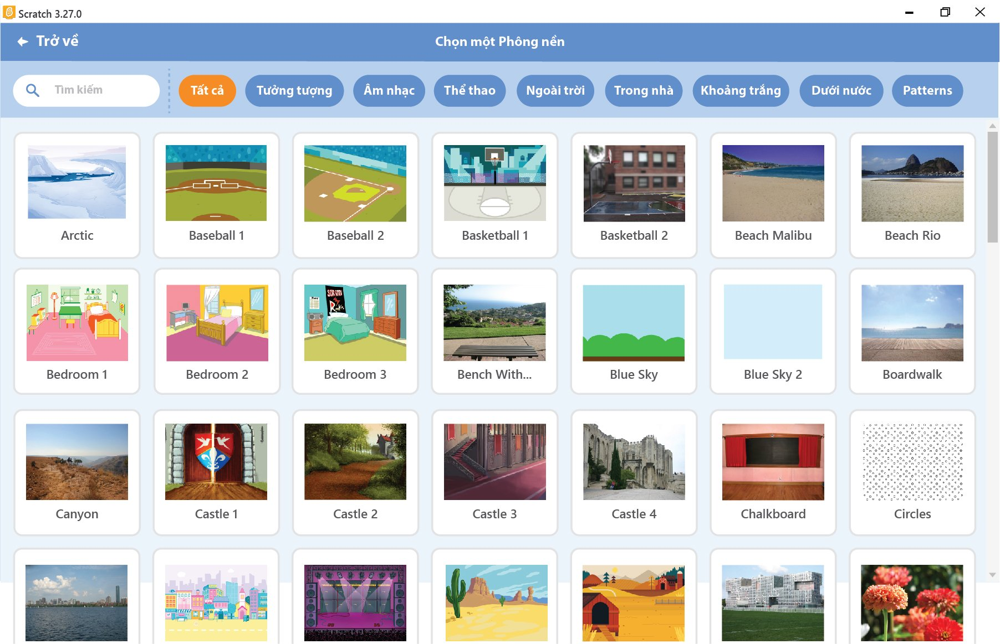 Scratch 3.27.0
Trở về
Chọn một Phông nền
Tìm kiếm
Tất cả
Tưởng tượng
Âm nhạc
Thể thao
Ngoài trời
Trong nhà
Khoảng trắng
Dưới nước
Patterns
Arctic
Baseball 1
Baseball 2
Basketball 1
Basketball 2
Beach Malibu
Beach Rio
Bedroom 1
Bedroom 2
Bedroom 3
Bench With...
Blue Sky
Blue Sky 2
Boardwalk
Canyon
Castle 1
Castle 2
Castle 3
Castle 4
Chalkboard
Circles